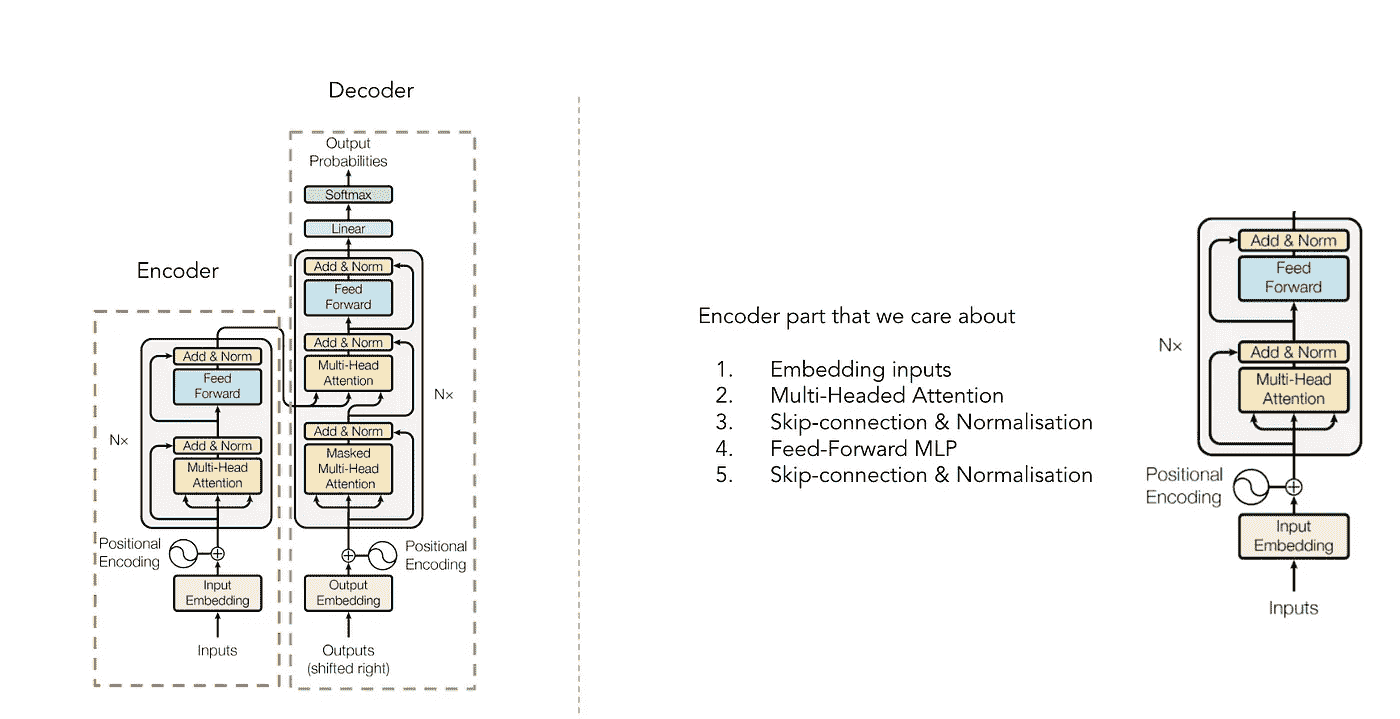 Decoder
Output
Probabilities
Softmax
Linear
Add & Norm
Feed
Forward
Add & Norm
Multi-Head
Attention
Nx
Add & Norm
Masked
Multi-Head
Attention
Positional
Encoding
Output
Embedding
Outputs
(shifted right)
Encoder
Add & Norm
Feed
Forward
Nx
Add & Norm
Multi-Head
Attention
Positional
Encoding
Input
Embedding
Inputs
Encoder part that we care about
1. Embedding inputs
2. Multi-Headed Attention
3. Skip-connection & Normalisation
4. Feed-Forward MLP
5. Skip-connection & Normalisation
Add & Norm
Feed
Forward
Nx
Add & Norm
Multi-Head
Attention
Positional
Encoding
Input
Embedding
Inputs